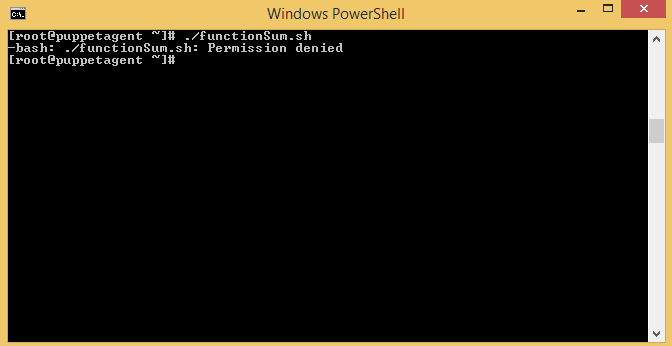 Windows PowerShell
[root@puppetagent ~]# ./functionSum.sh
-bash: ./functionSum.sh: Permission denied
[root@puppetagent ~]#